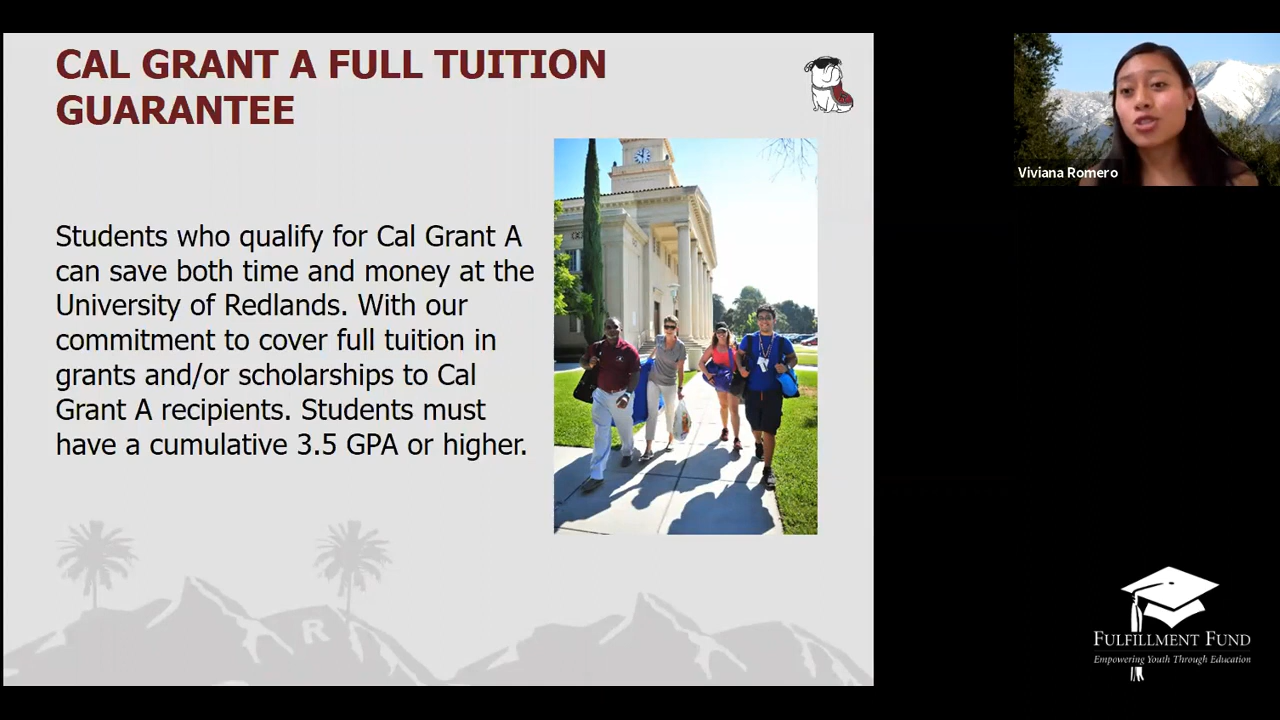 CAL GRANT A FULL TUITION
GUARANTEE
Students who qualify for Cal Grant A
can save both time and money at the
University of Redlands. With our
commitment to cover full tuition in
grants and/or scholarships to Cal
Grant A recipients. Students must
have a cumulative 3.5 GPA or higher.
R
Viviana Romero
FULFILLMENT FUND
Empowering Youth Through Education